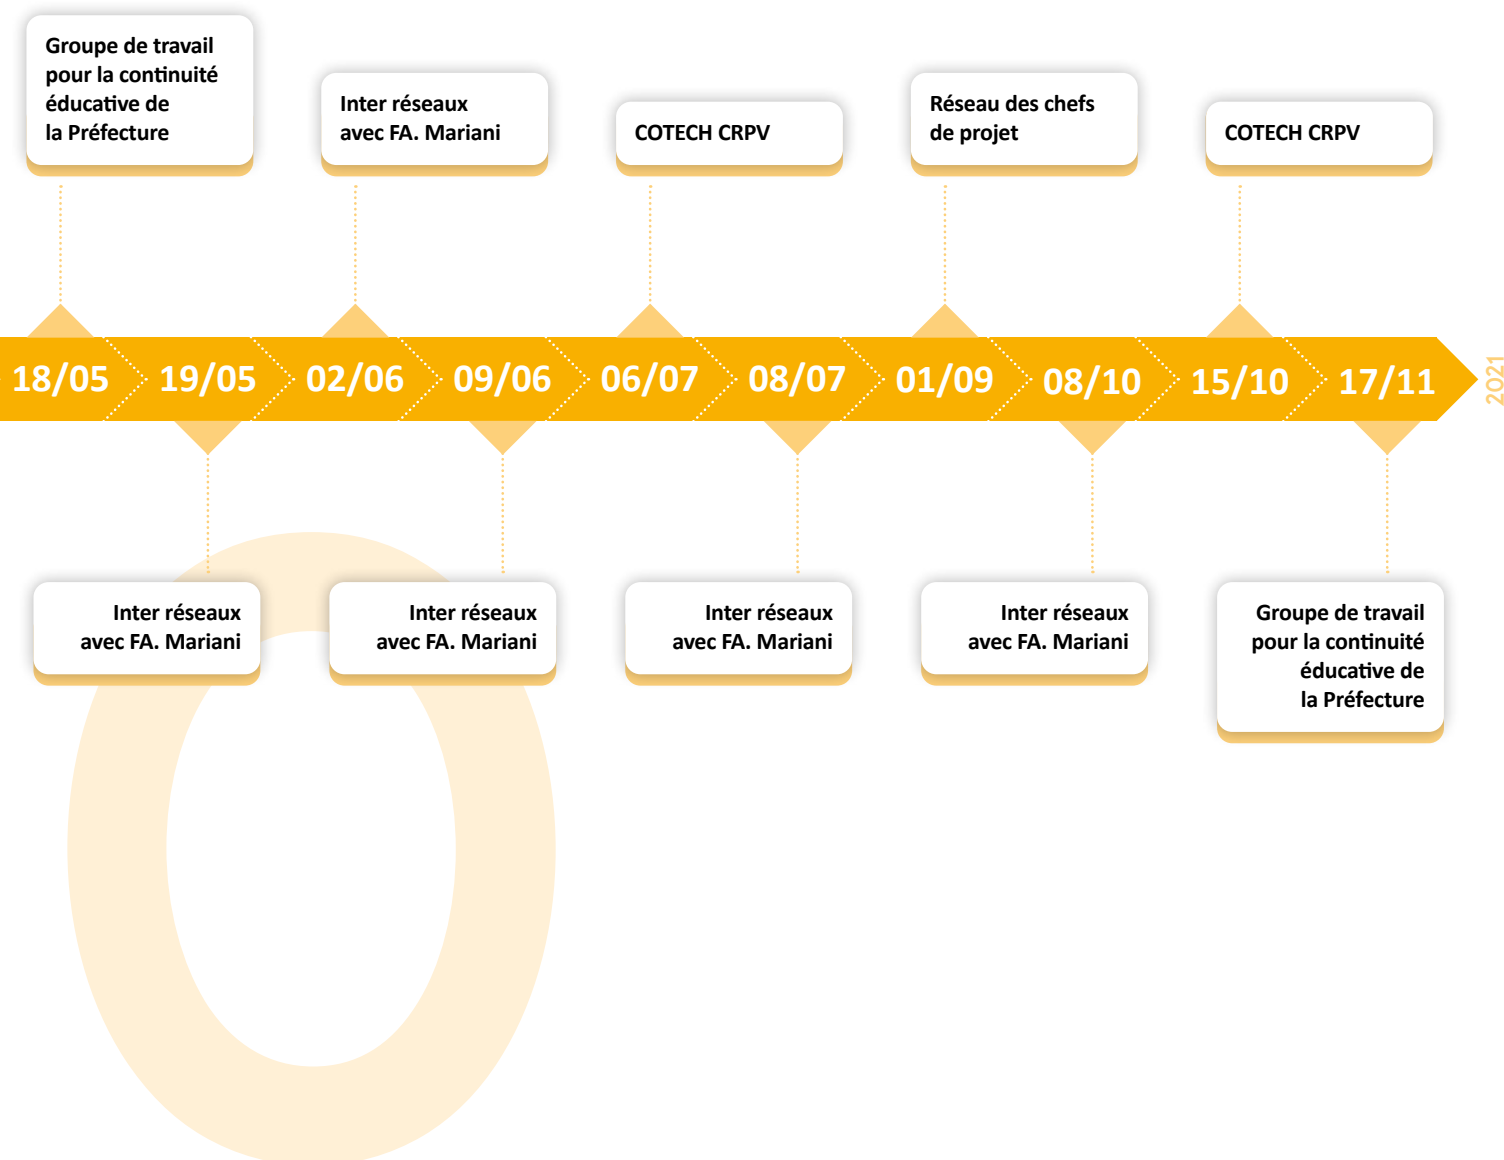 Groupe de travail
pour la continuité
éducative de
la Préfecture
Inter réseaux
avec FA. Mariani
COTECH CRPV
Réseau des chefs
de projet
COTECH CRPV
18/05
19/05
02/06
09/06
06/07
08/07
01/09
08/10
15/10
17/11
2021
Inter réseaux
avec FA. Mariani
Inter réseaux
avec FA. Mariani
Inter réseaux
avec FA. Mariani
Inter réseaux
avec FA. Mariani
Groupe de travail
pour la continuité
éducative de
la Préfecture